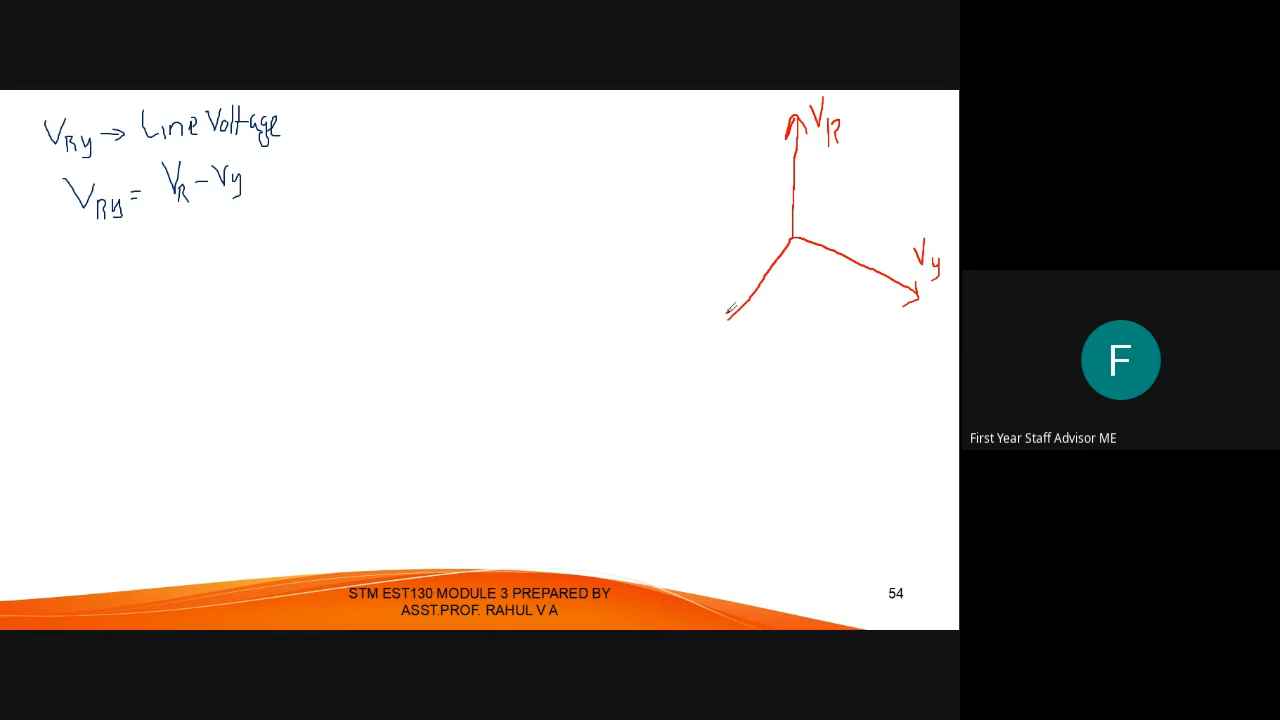 V_Ry → Line Voltage
V_Ry = V_R - V_y
V_R
V_y
F
First Year Staff Advisor ME
STM EST130 MODULE 3 PREPARED BY
ASST.PROF. RAHUL V A
54